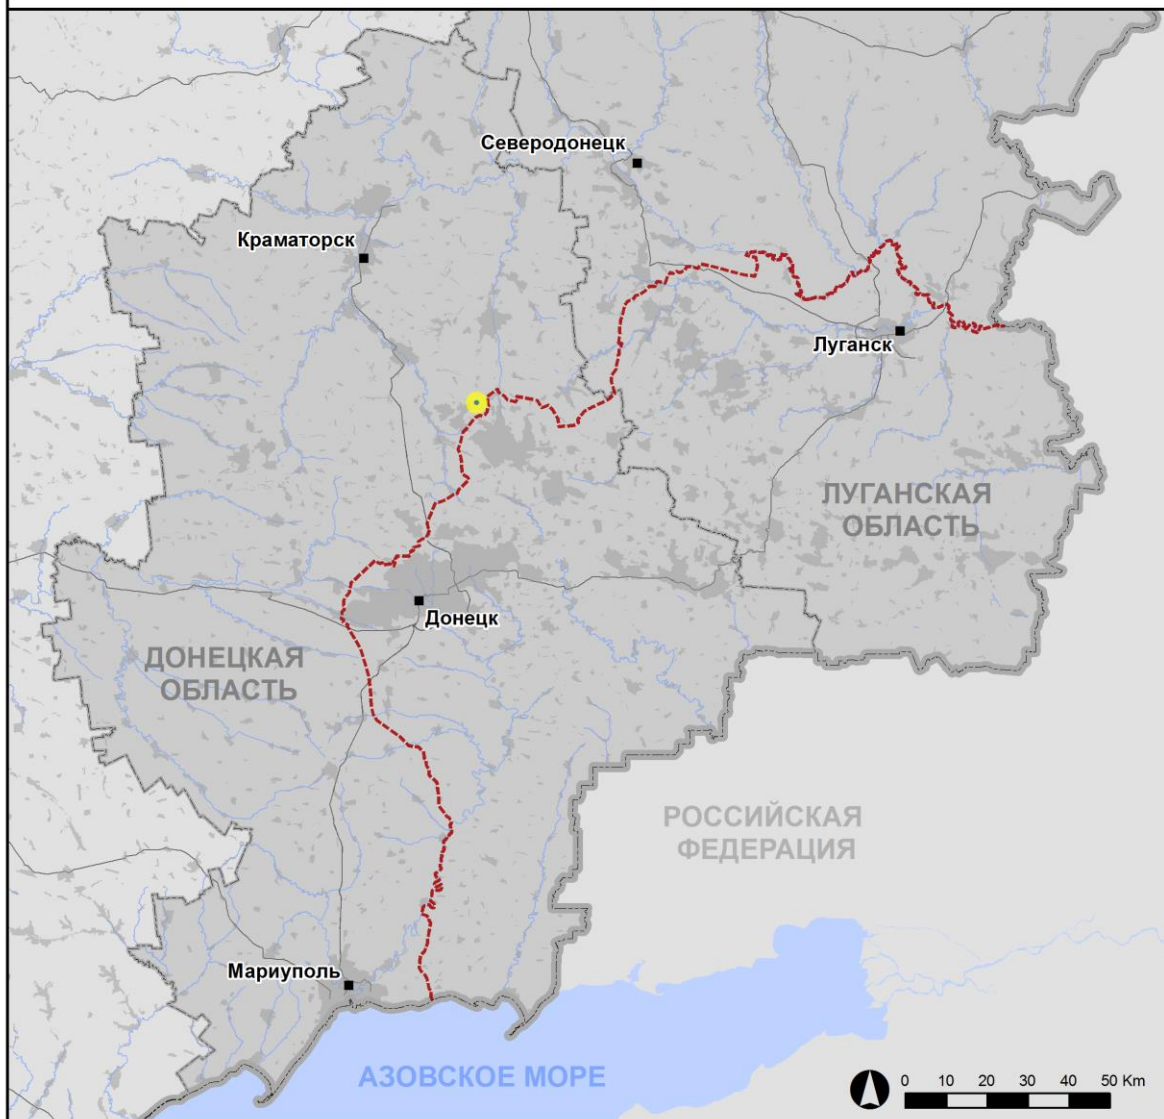 Северодонецк
Краматорск
Луганск
ЛУГАНСКАЯ
ОБЛАСТЬ
Донецк
ДОНЕЦКАЯ
ОБЛАСТЬ
РОССИЙСКАЯ
ФЕДЕРАЦИЯ
Мариуполь
АЗОВСКОЕ МОРЕ
0 10 20 30 40 50 Km